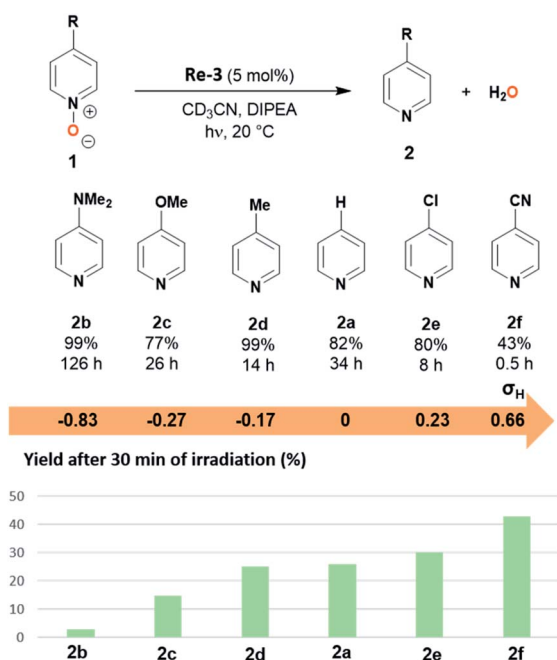 R
N
⊕
O
⊖
1
Re-3 (5 mol%)
CD3CN, DIPEA
hν, 20 °C
R
N
2
+ H2O
NMe2 OMe Me H Cl CN
N N N N N N
2b 2c 2d 2a 2e 2f
99% 77% 99% 82% 80% 43%
126 h 26 h 14 h 34 h 8 h 0.5 h
σH
-0.83 -0.27 -0.17 0 0.23 0.66
Yield after 30 min of irradiation (%)
50
40
30
20
10
0
2b 2c 2d 2a 2e 2f